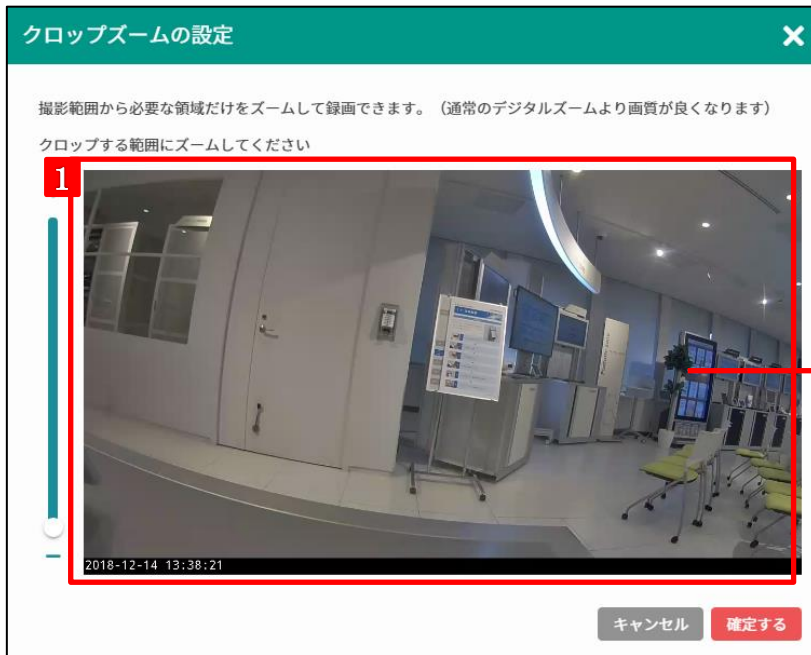 クロップズームの設定
撮影範囲から必要な領域だけをズームして録画できます。（通常のデジタルズームより画質が良くなります）
クロップする範囲にズームしてください
1
2018-12-14 13:38:21
キャンセル
確定する